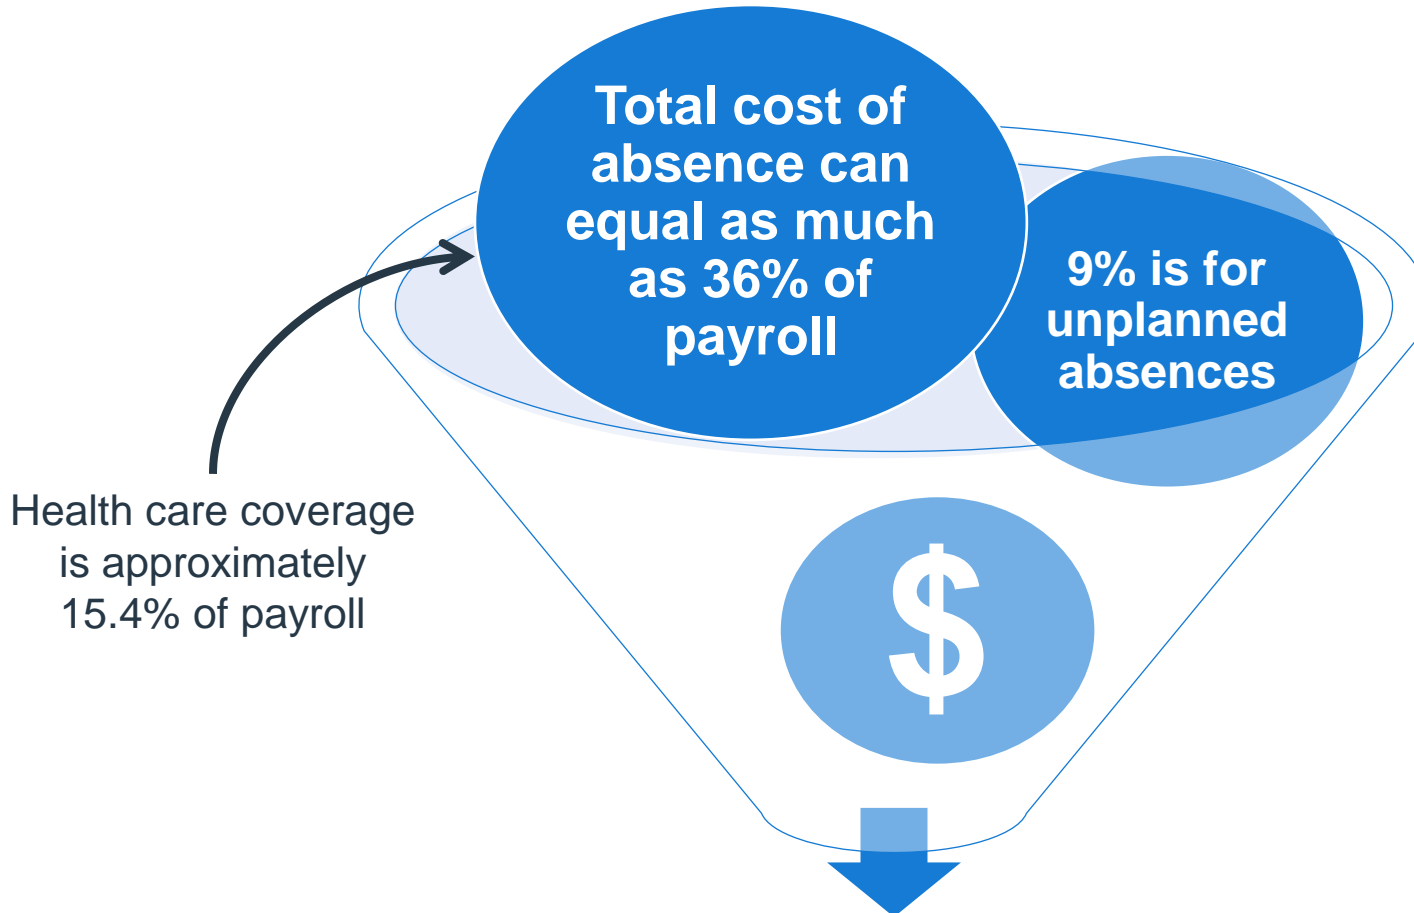 Total cost of
absence can
equal as much
as 36% of
payroll
9% is for
unplanned
absences
Health care coverage
is approximately
15.4% of payroll
$